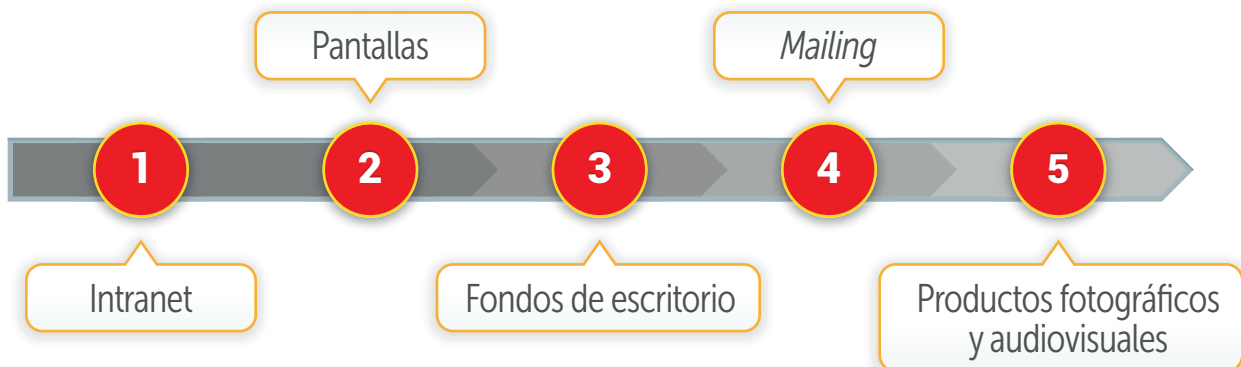 Pantallas
Mailing
1
2
3
4
5
Intranet
Fondos de escritorio
Productos fotográficos
y audiovisuales